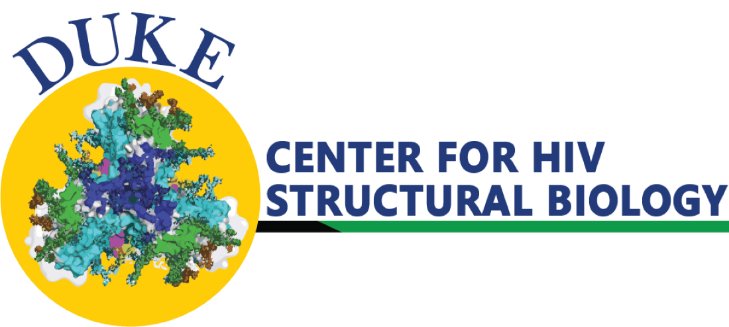 DUKE
CENTER FOR HIV
STRUCTURAL BIOLOGY